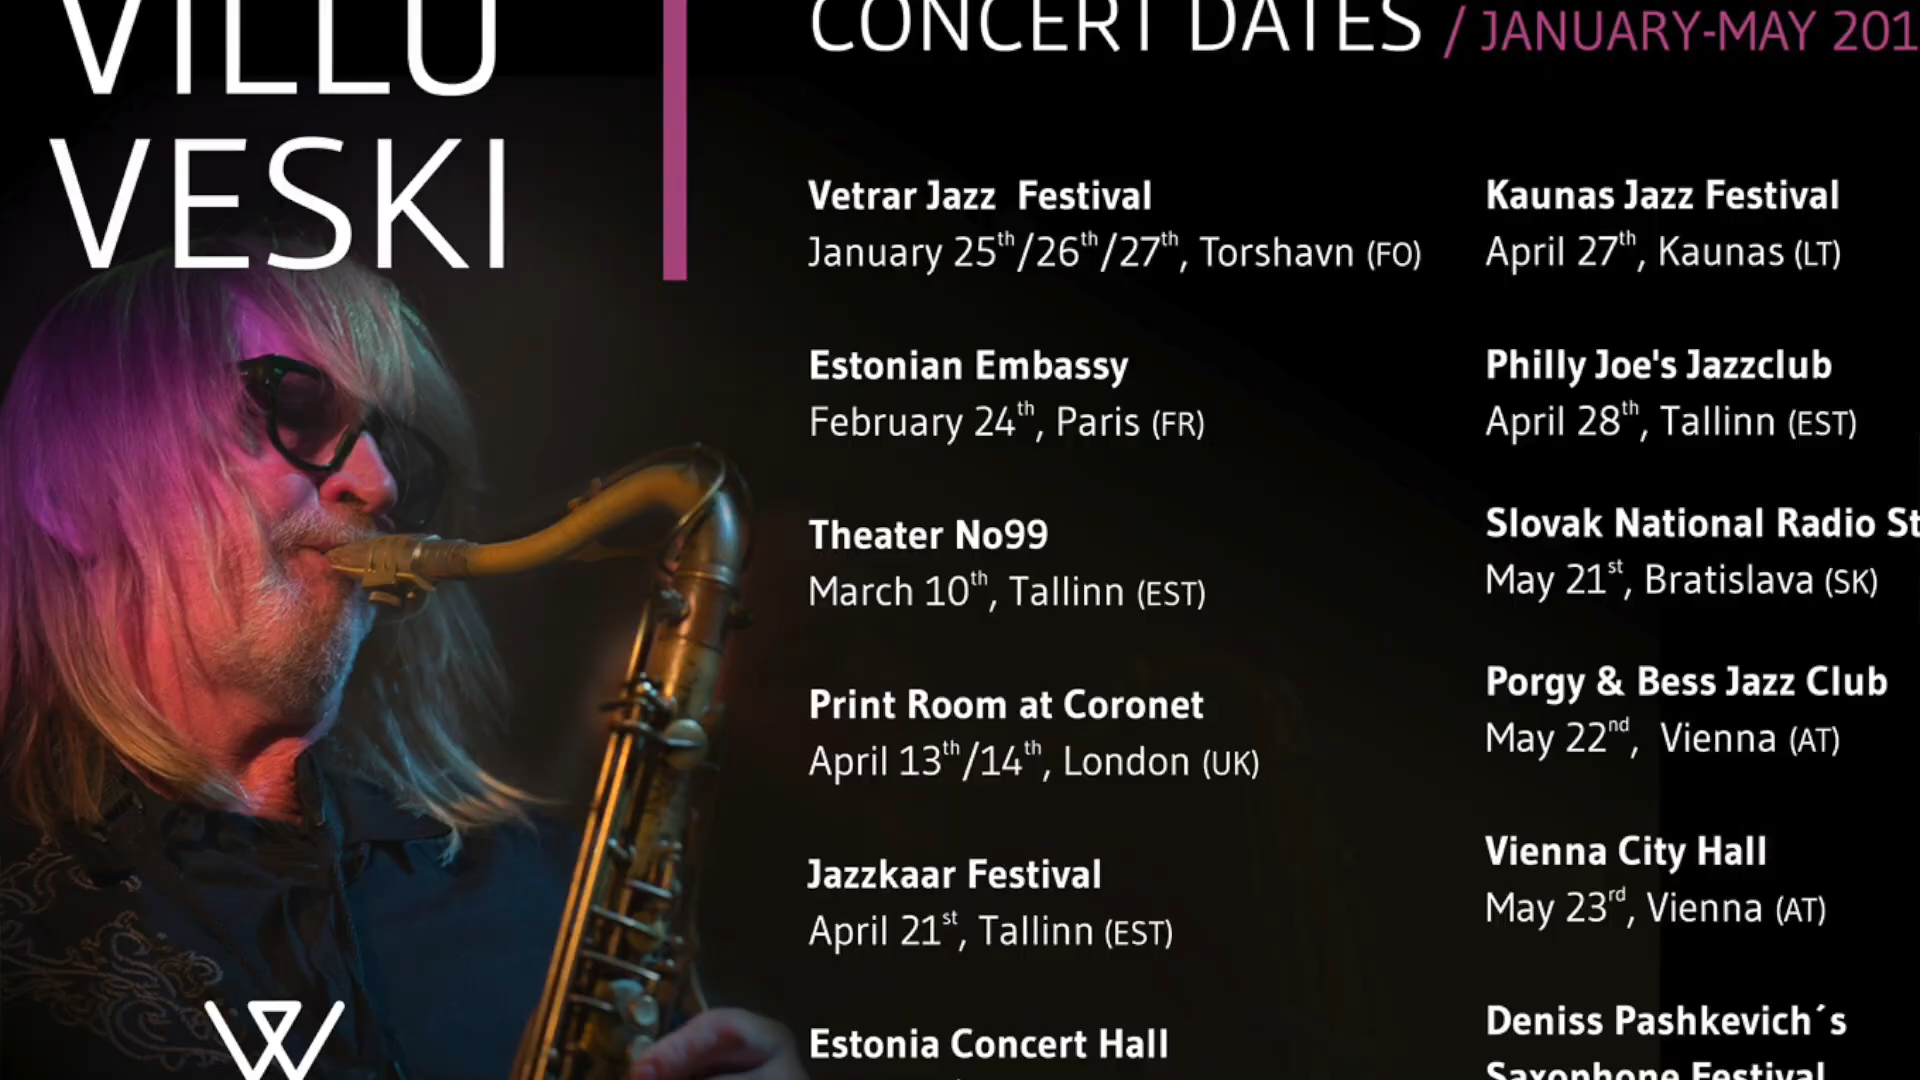 VILLU
VESKI
CONCERT DATES / JANUARY-MAY 201
Vetrar Jazz Festival
January 25th/26th/27th, Torshavn (FO)
Estonian Embassy
February 24th, Paris (FR)
Theater No99
March 10th, Tallinn (EST)
Print Room at Coronet
April 13th/14th, London (UK)
Jazzkaar Festival
April 21st, Tallinn (EST)
Estonia Concert Hall
Kaunas Jazz Festival
April 27th, Kaunas (LT)
Philly Joe's Jazzclub
April 28th, Tallinn (EST)
Slovak National Radio St
May 21st, Bratislava (SK)
Porgy & Bess Jazz Club
May 22nd, Vienna (AT)
Vienna City Hall
May 23rd, Vienna (AT)
Deniss Pashkevich´s
Saxophone Festival